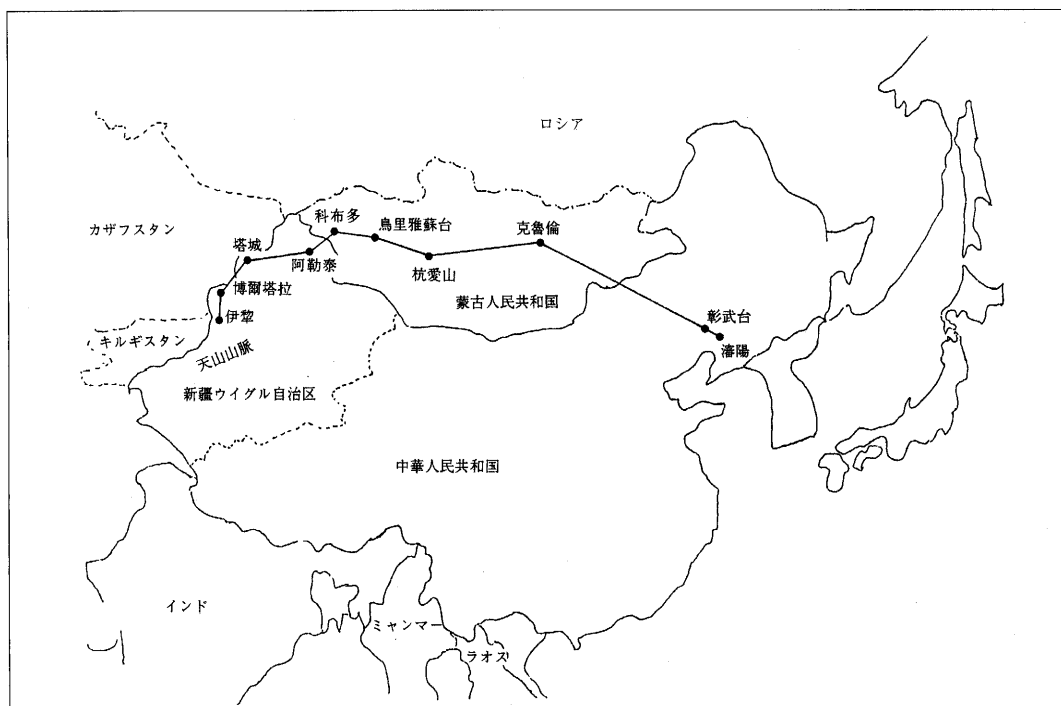 ロシア
カザフスタン
科布多
烏里雅蘇台
克魯倫
塔城
阿勒泰
杭愛山
博爾塔拉
蒙古人民共和国
伊犂
彰武台
キルギスタン
瀋陽
天山山脈
新疆ウイグル自治区
中華人民共和国
インド
ミャンマー
ラオス